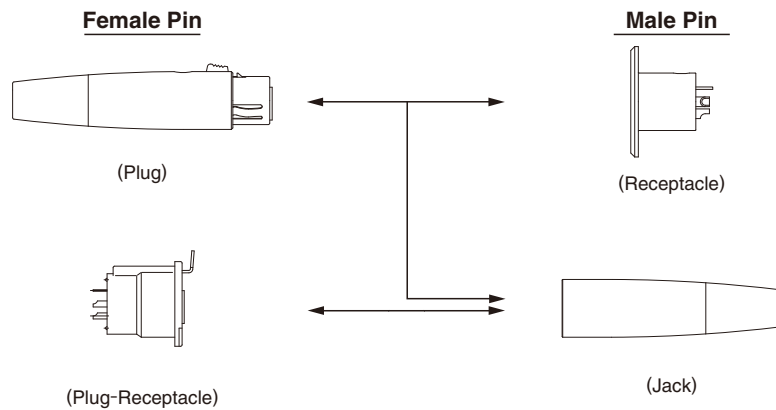 Female Pin
Male Pin
(Plug)
(Receptacle)
(Plug-Receptacle)
(Jack)